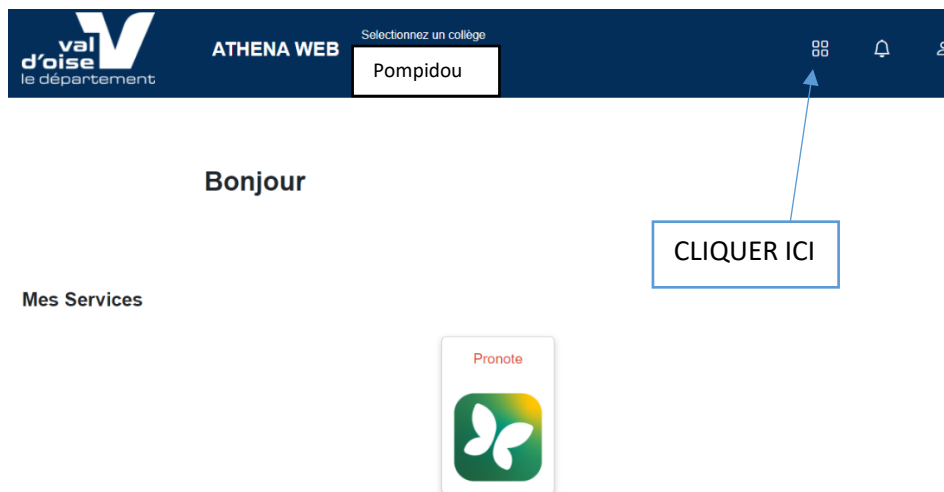 val
d'oise
le département
ATHENA WEB
Selectionnez un collège
Pompidou
Bonjour
CLIQUER ICI
Mes Services
Pronote